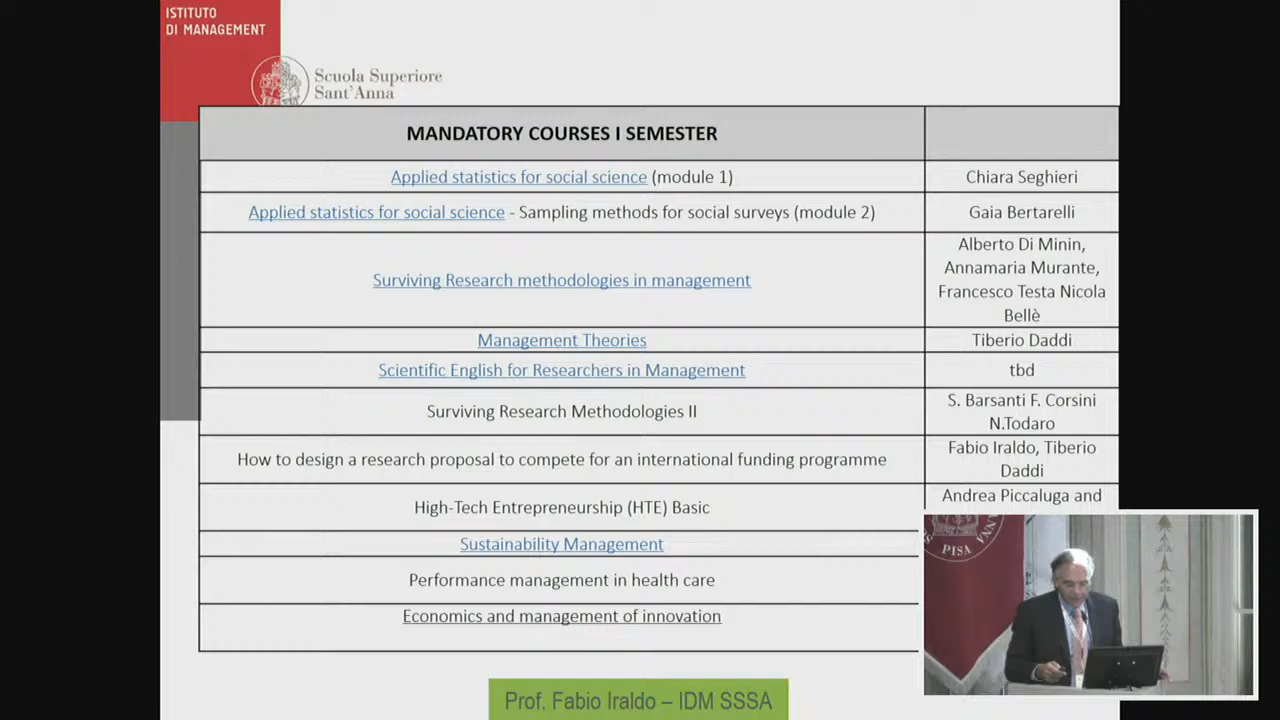 ISTITUTO
DI MANAGEMENT
Scuola Superiore
Sant'Anna
MANDATORY COURSES I SEMESTER
Applied statistics for social science (module 1)
Chiara Seghieri
Applied statistics for social science - Sampling methods for social surveys (module 2)
Gaia Bertarelli
Surviving Research methodologies in management
Alberto Di Minin,
Annamaria Murante,
Francesco Testa Nicola
Bellè
Management Theories
Tiberio Daddi
Scientific English for Researchers in Management
tbd
Surviving Research Methodologies II
S. Barsanti F. Corsini
N.Todaro
How to design a research proposal to compete for an international funding programme
Fabio Iraldo, Tiberio
Daddi
High-Tech Entrepreneurship (HTE) Basic
Andrea Piccaluga and
Sustainability Management
Performance management in health care
Economics and management of innovation
PISA
Prof. Fabio Iraldo – IDM SSSA